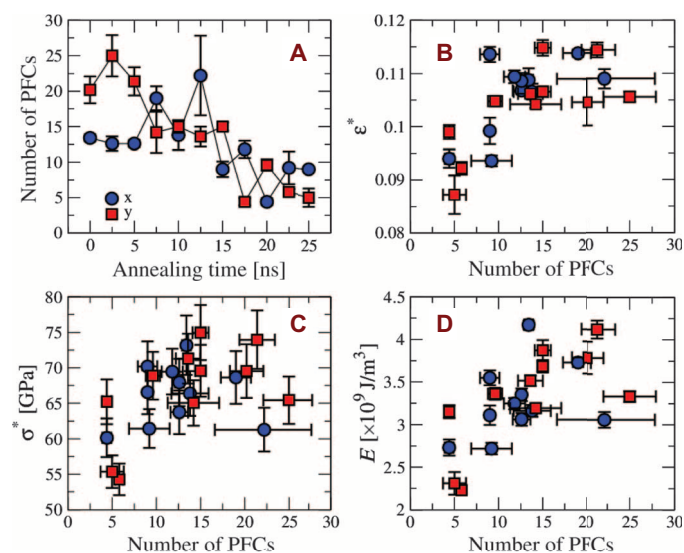 A
Number of PFCs
30
25
20
15
10
5
0
x
y
0 5 10 15 20 25
Annealing time [ns]
B
ε*
0.12
0.11
0.1
0.09
0.08
0 5 10 15 20 25 30
Number of PFCs
C
σ* [GPa]
80
75
70
65
60
55
50
0 5 10 15 20 25 30
Number of PFCs
D
E [×10⁹ J/m³]
4.5
4
3.5
3
2.5
2
0 5 10 15 20 25 30
Number of PFCs